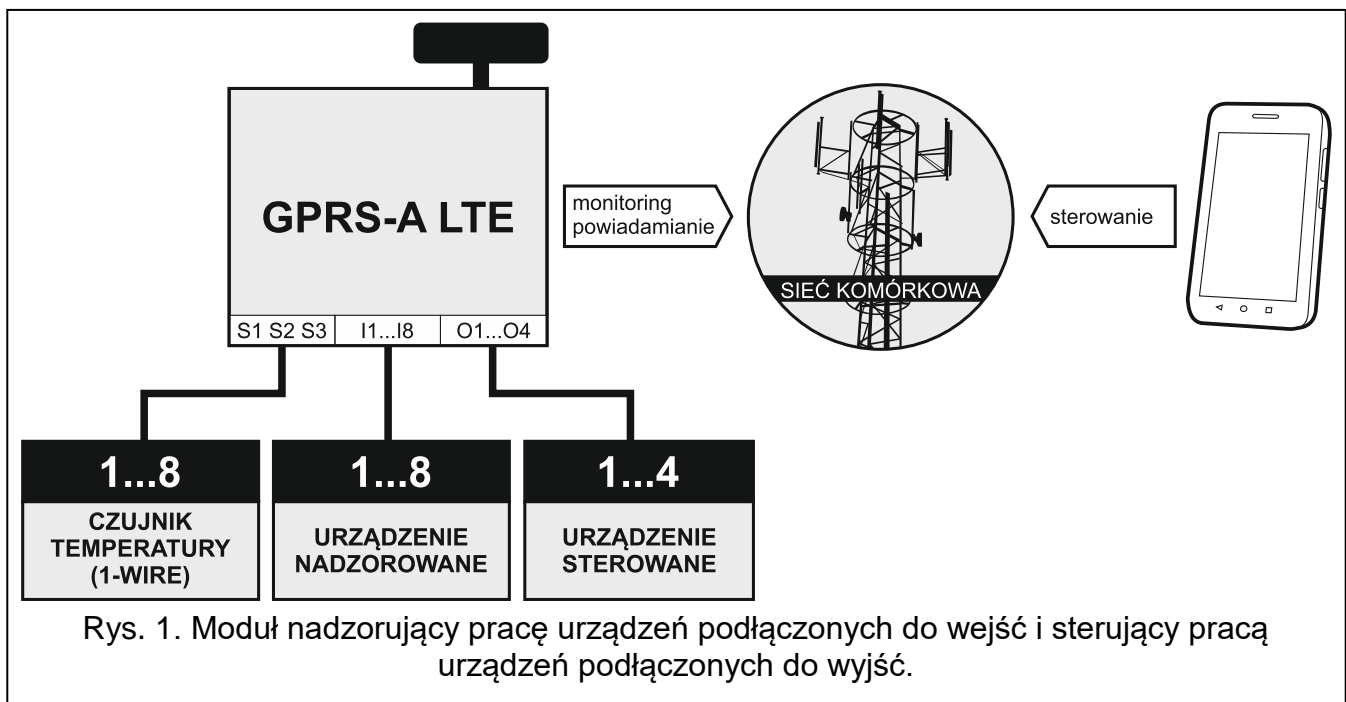 GPRS-A LTE
S1 S2 S3
I1...I8
O1...O4
monitoring
powiadamianie
SIEĆ KOMÓRKOWA
sterowanie
1...8
CZUJNIK
TEMPERATURY
(1-WIRE)
1...8
URZĄDZENIE
NADZOROWANE
1...4
URZĄDZENIE
STEROWANE
Rys. 1. Moduł nadzorujący pracę urządzeń podłączonych do wejść i sterujący pracą
urządzeń podłączonych do wyjść.